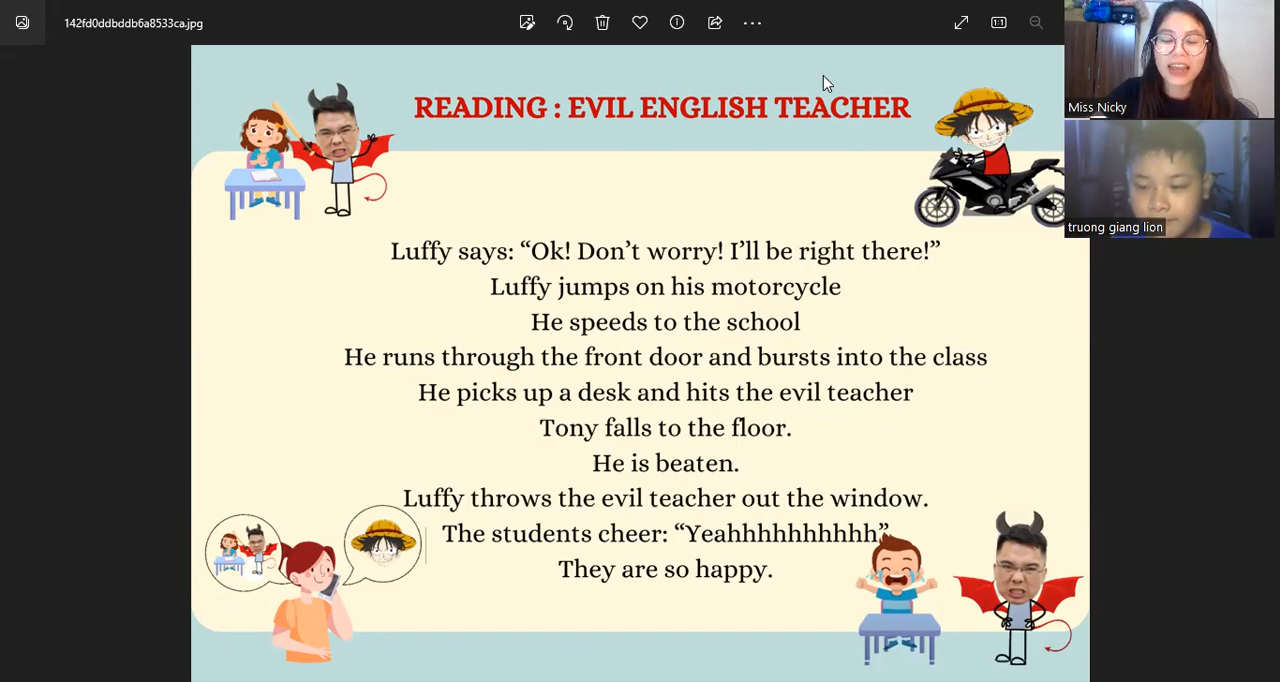 142fd0ddbddb6a8533ca.jpg
READING : EVIL ENGLISH TEACHER
Miss Nicky
truong giang lion
Luffy says: “Ok! Don’t worry! I’ll be right there!”
Luffy jumps on his motorcycle
He speeds to the school
He runs through the front door and bursts into the class
He picks up a desk and hits the evil teacher
Tony falls to the floor.
He is beaten.
Luffy throws the evil teacher out the window.
The students cheer: “Yeahhhhhhhhhh”
They are so happy.